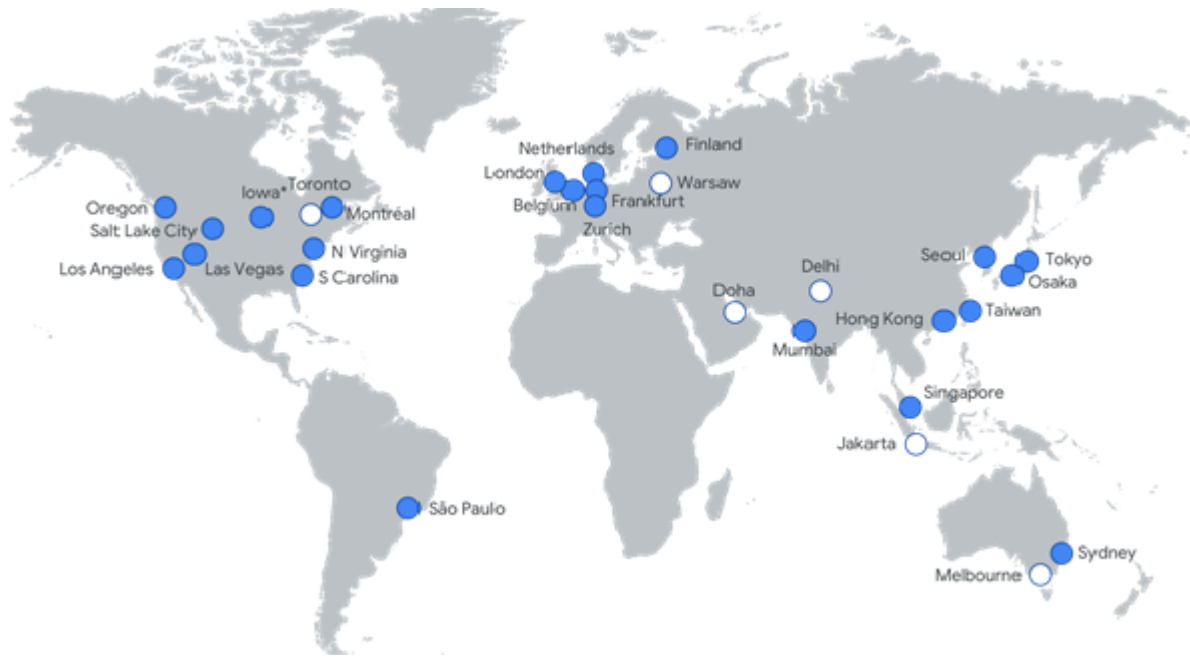 Netherlands
Finland
London
Warsaw
Belgium
Frankfurt
Zurich
Iowa*
Toronto
Oregon
Montréal
Salt Lake City
N Virginia
Los Angeles
Las Vegas
S Carolina
Seoul
Tokyo
Osaka
Delhi
Doha
Hong Kong
Taiwan
Mumbai
Singapore
Jakarta
São Paulo
Sydney
Melbourne